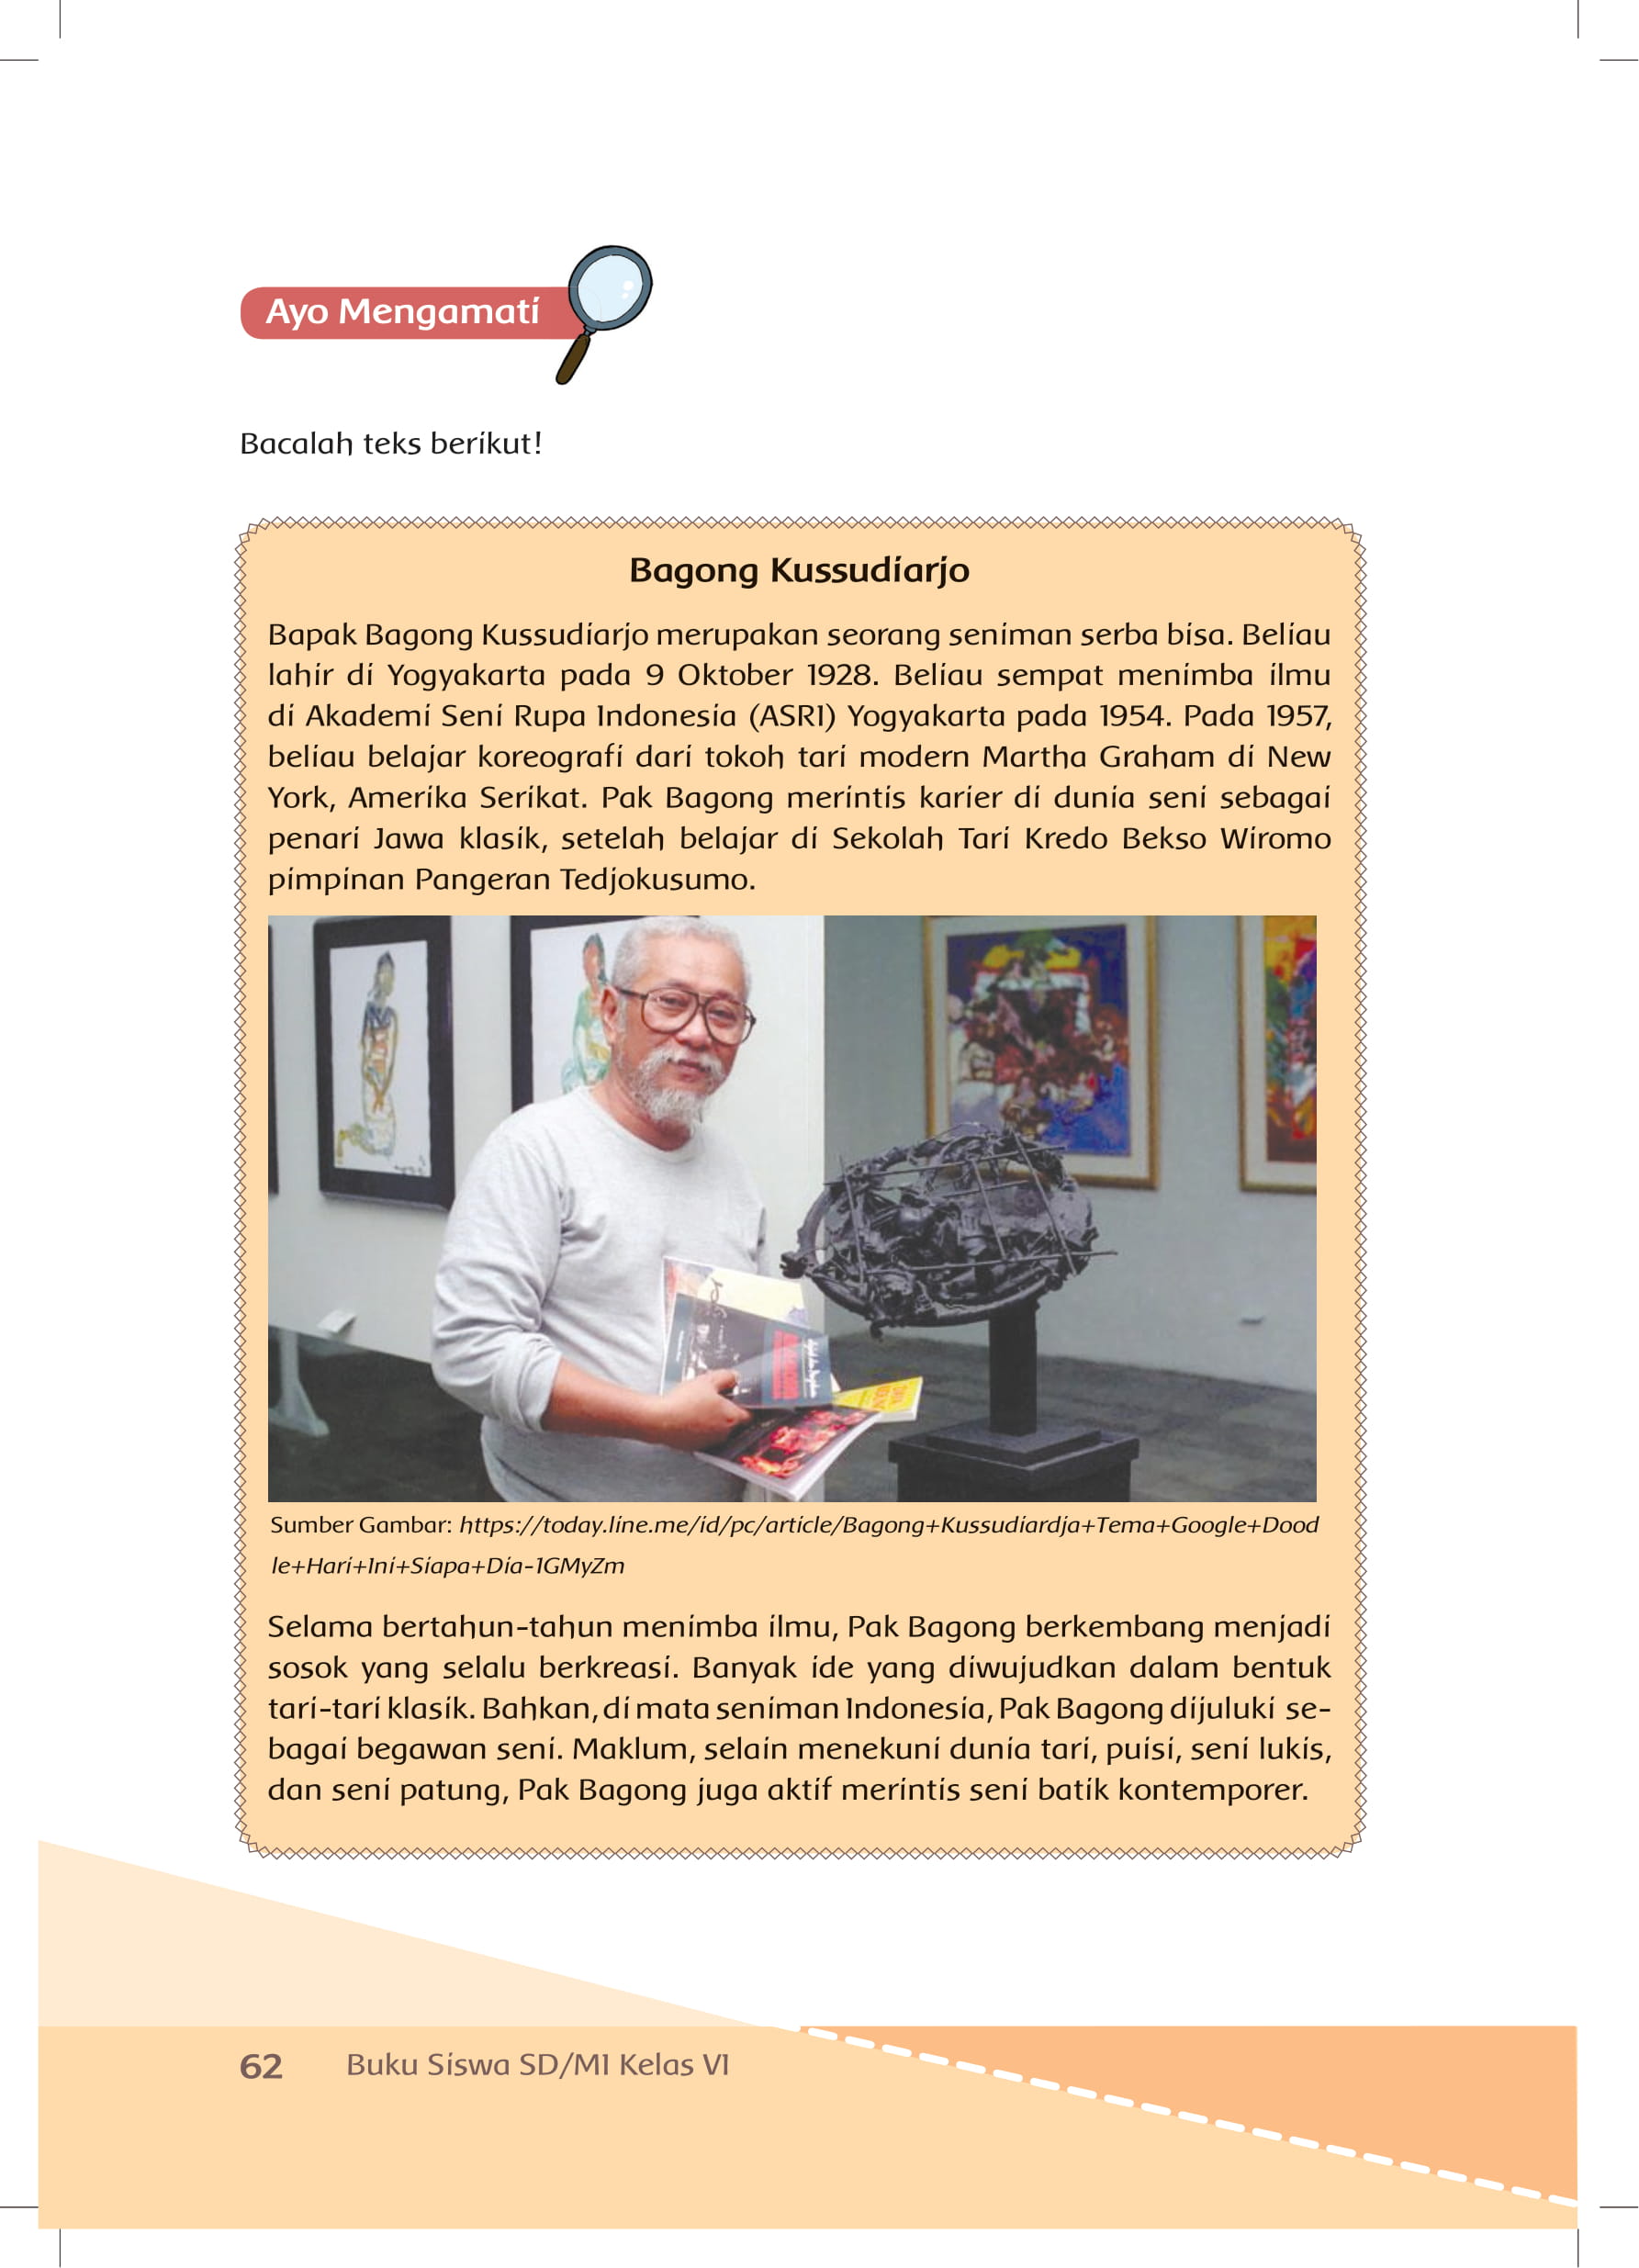 Ayo Mengamati
Bacalah teks berikut!
Bagong Kussudiarjo
Bapak Bagong Kussudiarjo merupakan seorang seniman serba bisa. Beliau
lahir di Yogyakarta pada 9 Oktober 1928. Beliau sempat menimba ilmu
di Akademi Seni Rupa Indonesia (ASRI) Yogyakarta pada 1954. Pada 1957,
beliau belajar koreografi dari tokoh tari modern Martha Graham di New
York, Amerika Serikat. Pak Bagong merintis karier di dunia seni sebagai
penari Jawa klasik, setelah belajar di Sekolah Tari Kredo Bekso Wiromo
pimpinan Pangeran Tedjokusumo.
Sumber Gambar: https://today.line.me/id/pc/article/Bagong+Kussudiardja+Tema+Google+Dood
le+Hari+Ini+Siapa+Dia-1GMyZm
Selama bertahun-tahun menimba ilmu, Pak Bagong berkembang menjadi
sosok yang selalu berkreasi. Banyak ide yang diwujudkan dalam bentuk
tari-tari klasik. Bahkan, di mata seniman Indonesia, Pak Bagong dijuluki se-
bagai begawan seni. Maklum, selain menekuni dunia tari, puisi, seni lukis,
dan seni patung, Pak Bagong juga aktif merintis seni batik kontemporer.
62 Buku Siswa SD/MI Kelas VI